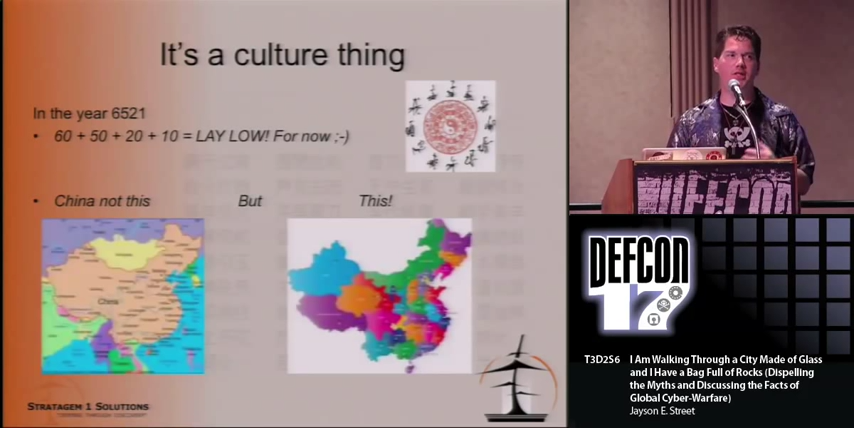 It's a culture thing
In the year 6521
• 60 + 50 + 20 + 10 = LAY LOW! For now ;-)
• China not this But This!
China
STRATAGEM 1 SOLUTIONS
DEFCON
DEFCON
17
T3D2S6 I Am Walking Through a City Made of Glass
and I Have a Bag Full of Rocks (Dispelling
the Myths and Discussing the Facts of
Global Cyber-Warfare)
Jayson E. Street